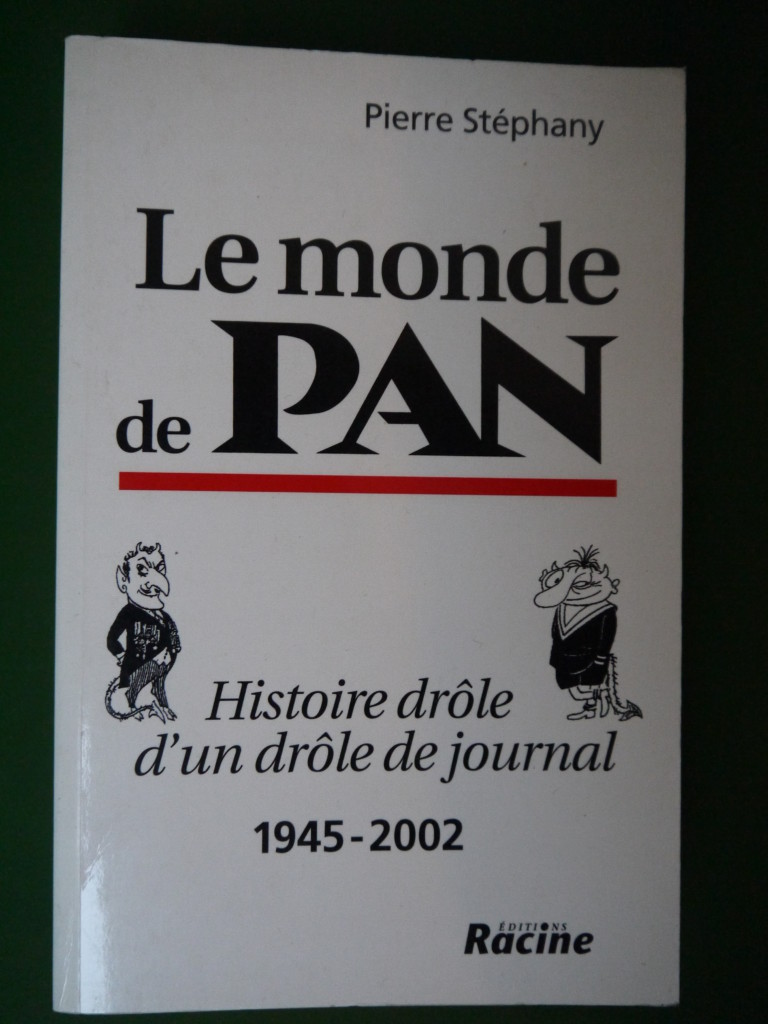 Pierre Stéphany
Le monde
de PAN
Histoire drôle
d'un drôle de journal
1945-2002
ÉDITIONS
Racine